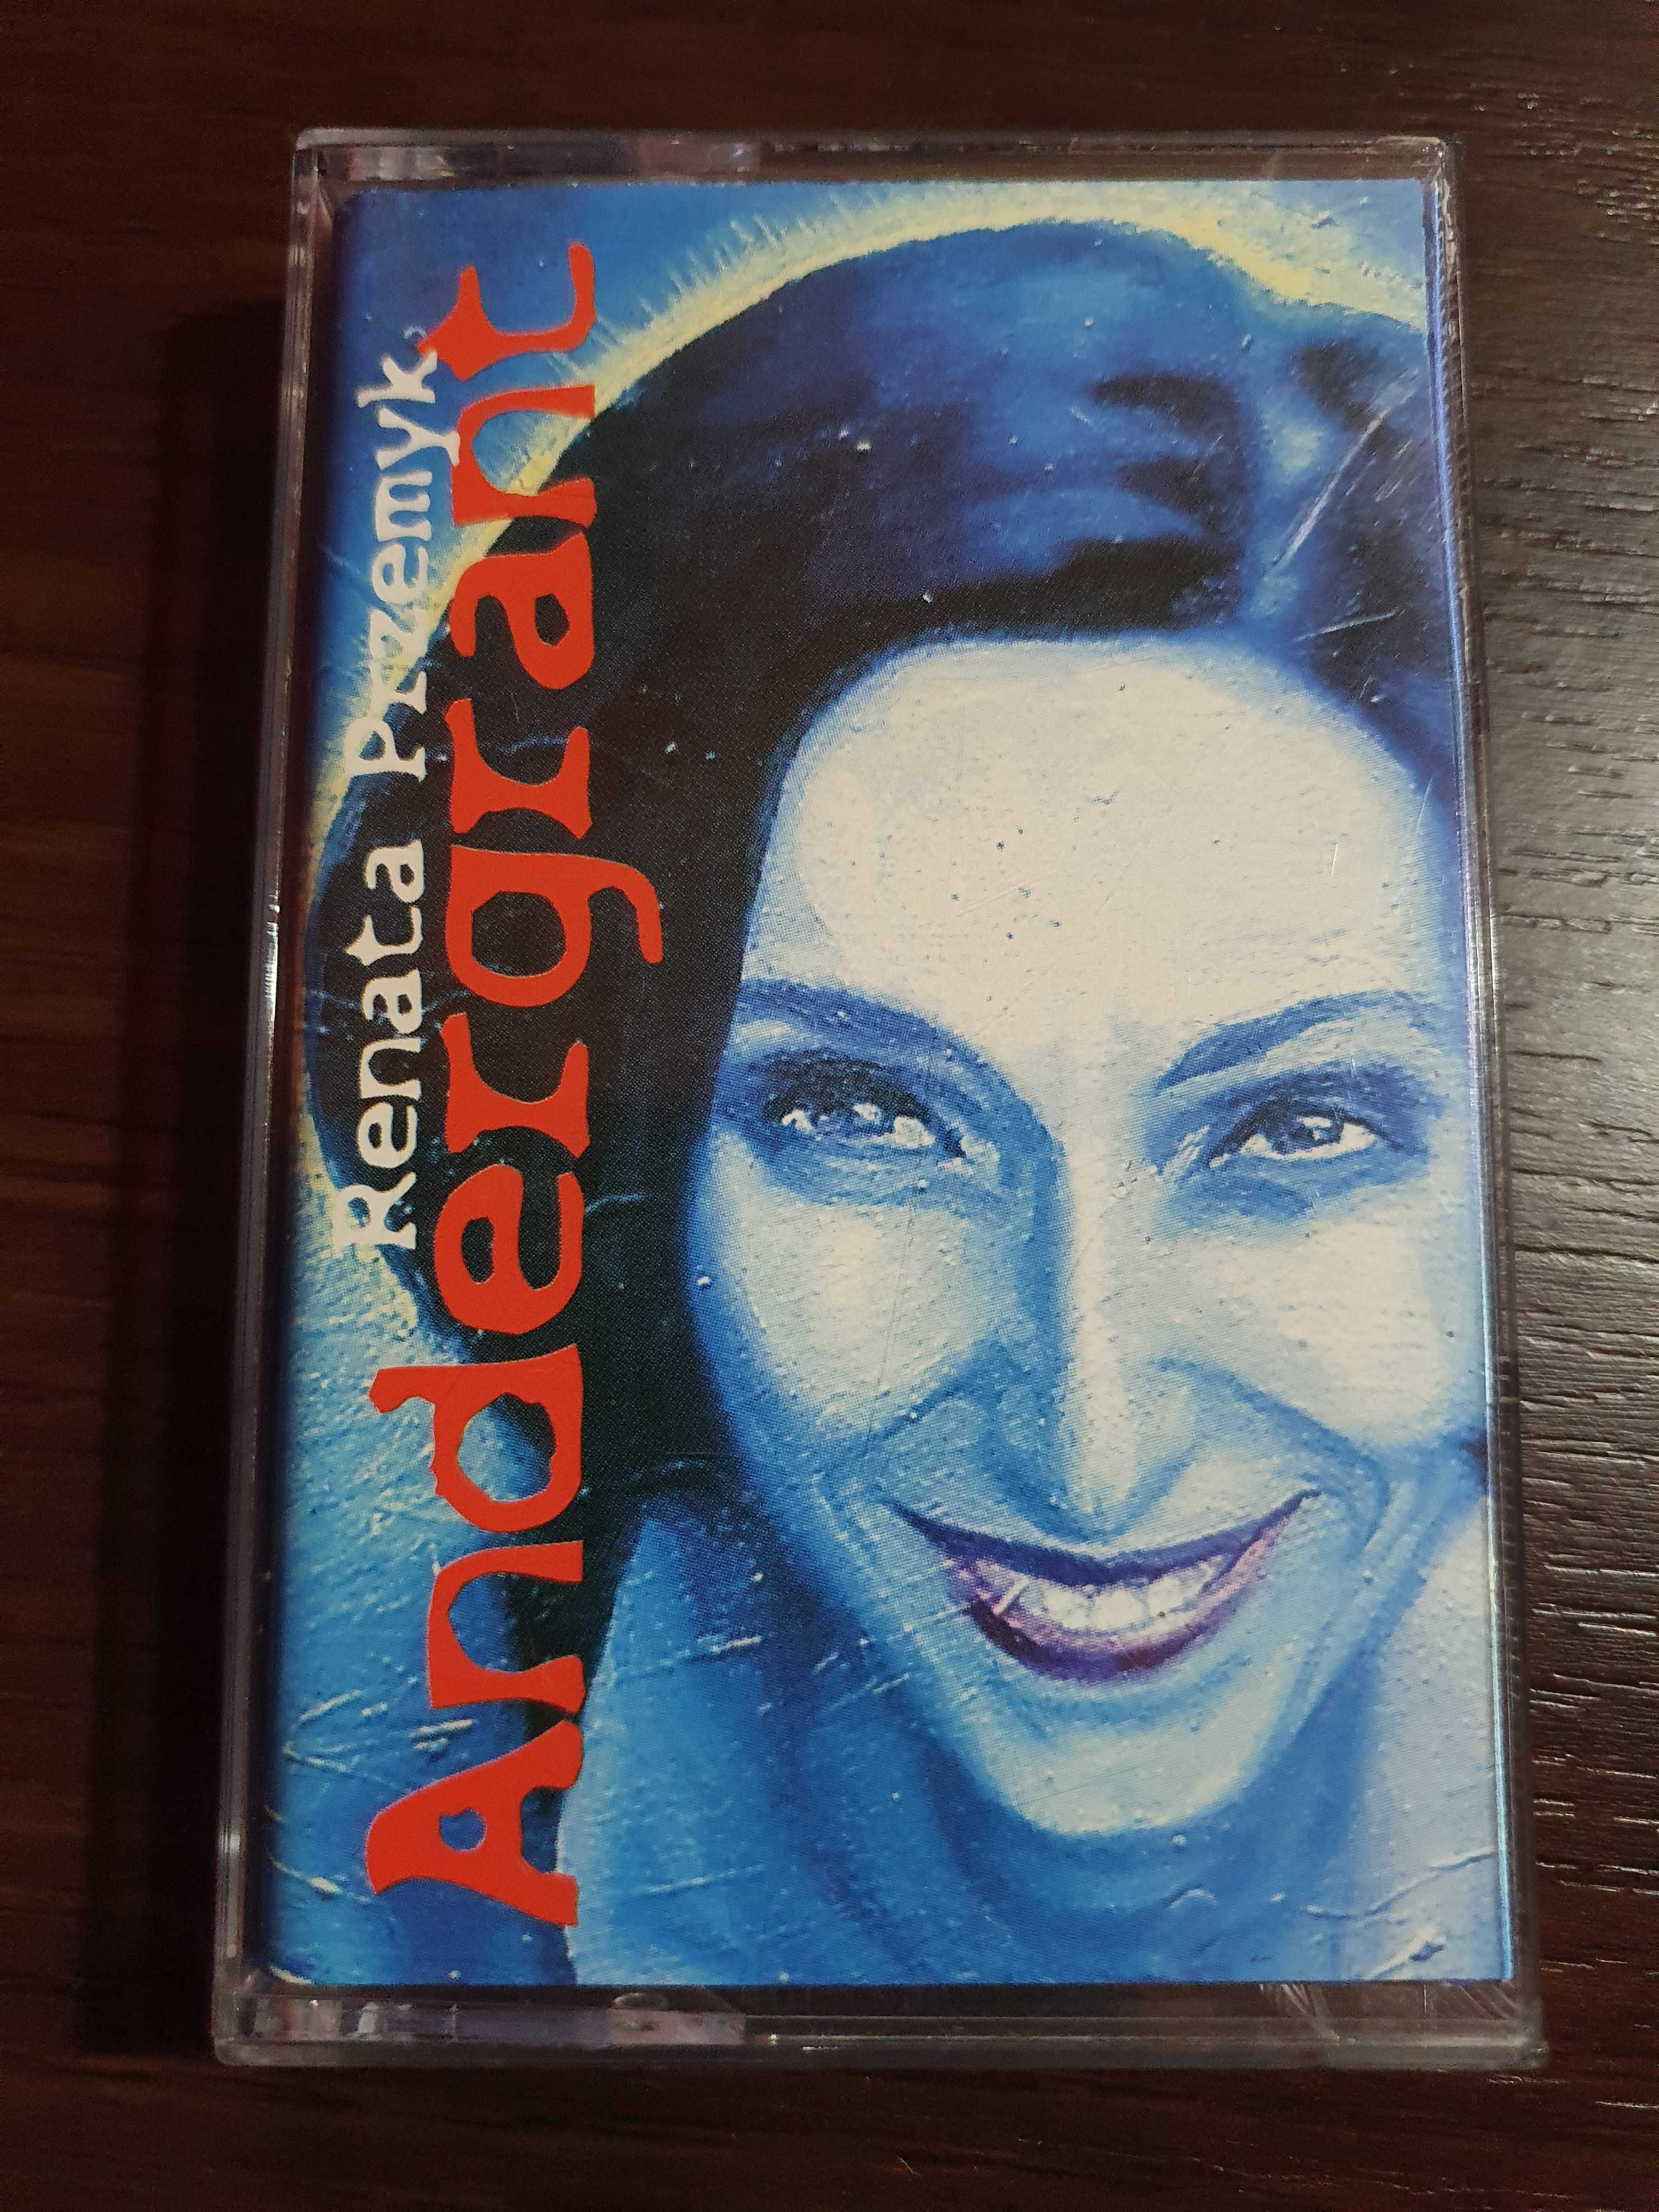 Renata Przemyk
Andergrant